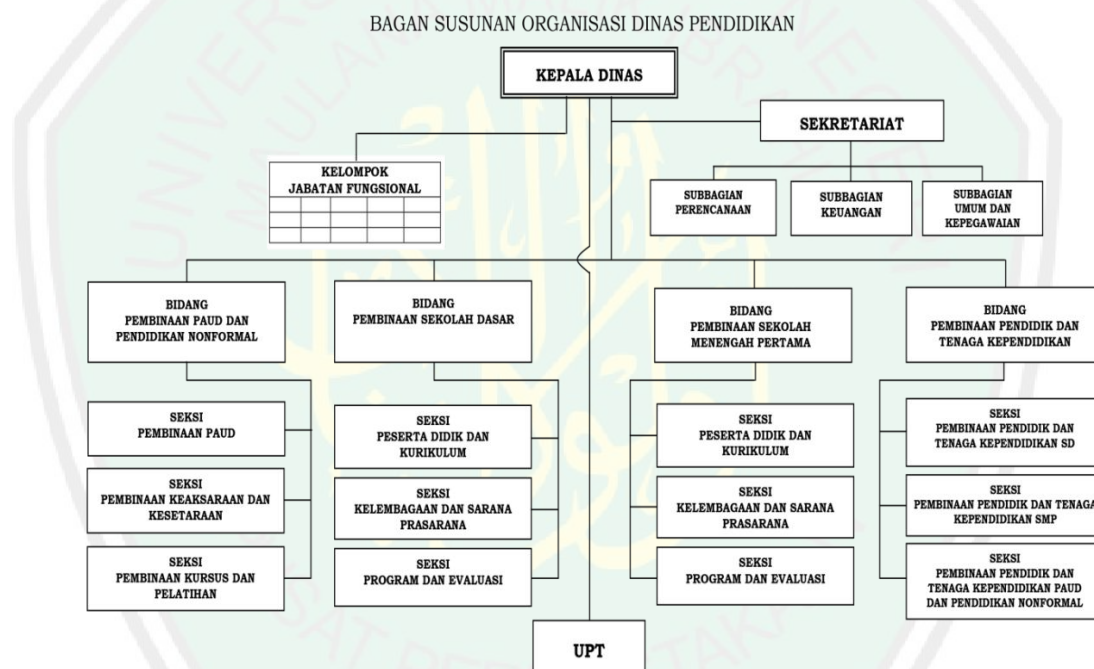 BAGAN SUSUNAN ORGANISASI DINAS PENDIDIKAN
KEPALA DINAS
SEKRETARIAT
KELOMPOK
JABATAN FUNGSIONAL
SUBBAGIAN
PERENCANAAN
SUBBAGIAN
KEUANGAN
SUBBAGIAN
UMUM DAN
KEPEGAWAIAN
BIDANG
PEMBINAAN PAUD DAN
PENDIDIKAN NONFORMAL
BIDANG
PEMBINAAN SEKOLAH DASAR
BIDANG
PEMBINAAN SEKOLAH
MENENGAH PERTAMA
BIDANG
PEMBINAAN PENDIDIK DAN
TENAGA KEPENDIDIKAN
SEKSI
PEMBINAAN PAUD
SEKSI
PEMBINAAN KEAKSARAAN DAN
KESETARAAN
SEKSI
PEMBINAAN KURSUS DAN
PELATIHAN
SEKSI
PESERTA DIDIK DAN
KURIKULUM
SEKSI
KELEMBAGAAN DAN SARANA
PRASARANA
SEKSI
PROGRAM DAN EVALUASI
SEKSI
PESERTA DIDIK DAN
KURIKULUM
SEKSI
KELEMBAGAAN DAN SARANA
PRASARANA
SEKSI
PROGRAM DAN EVALUASI
SEKSI
PEMBINAAN PENDIDIK DAN
TENAGA KEPENDIDIKAN SD
SEKSI
PEMBINAAN PENDIDIK DAN TENAGA
KEPENDIDIKAN SMP
SEKSI
PEMBINAAN PENDIDIK DAN
TENAGA KEPENDIDIKAN PAUD
DAN PENDIDIKAN NONFORMAL
UPT